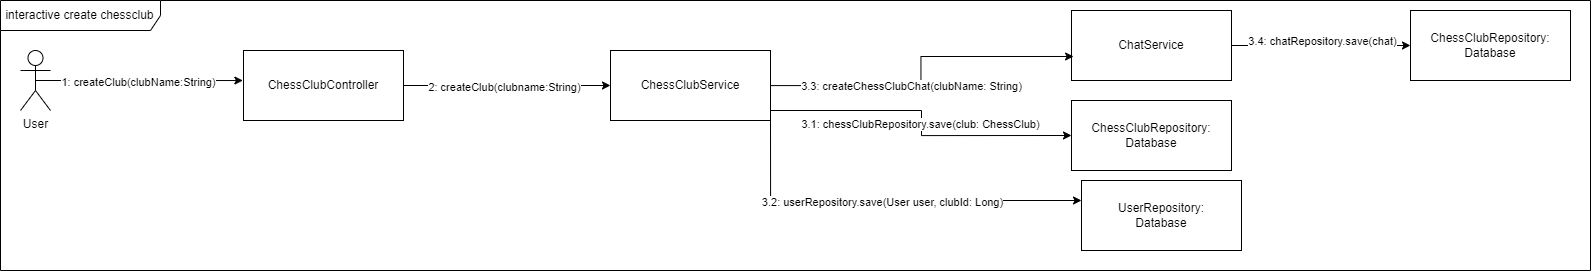 interactive create chessclub
User
1: createClub(clubName:String)
ChessClubController
2: createClub(clubname:String)
ChessClubService
3.3: createChessClubChat(clubName: String)
ChatService
3.4: chatRepository.save(chat)
ChessClubRepository:
Database
3.1: chessClubRepository.save(club: ChessClub)
ChessClubRepository:
Database
3.2: userRepository.save(User user, clubId: Long)
UserRepository:
Database